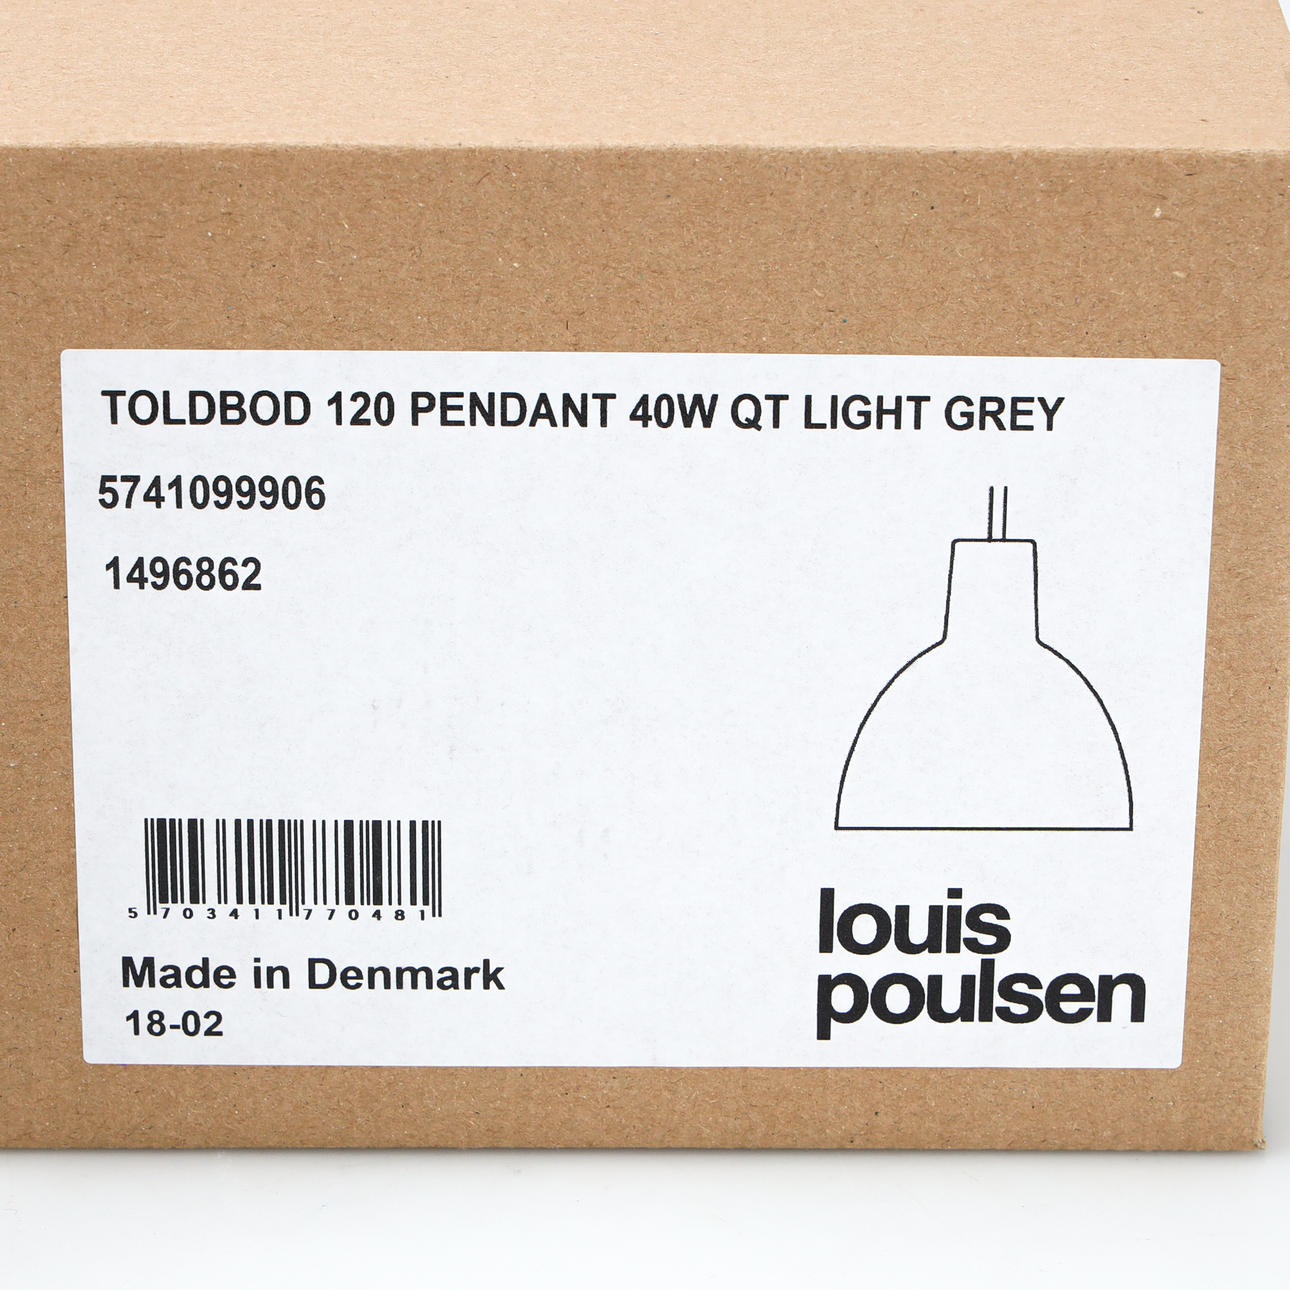 TOLDBOD 120 PENDANT 40W QT LIGHT GREY
5741099906
1496862
5 703411 770481
Made in Denmark
18-02
louis
poulsen